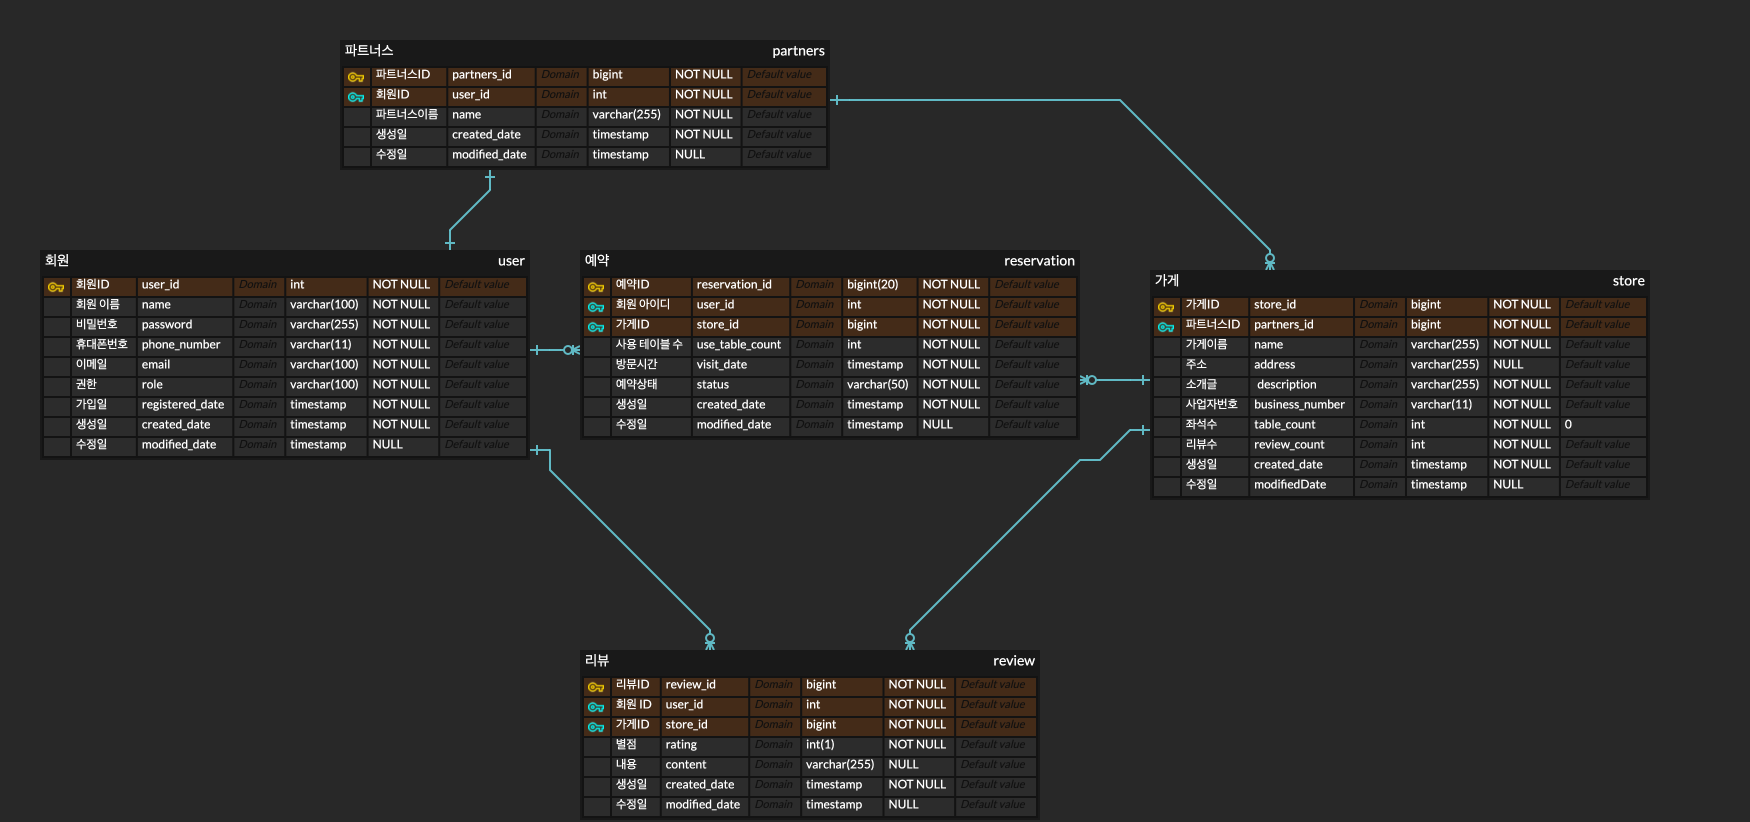 파트너스 partners
파트너스ID partners_id Domain bigint NOT NULL Default value
회원ID user_id Domain int NOT NULL Default value
파트너스이름 name Domain varchar(255) NOT NULL Default value
생성일 created_date Domain timestamp NOT NULL Default value
수정일 modified_date Domain timestamp NULL Default value
회원 user
회원ID user_id Domain int NOT NULL Default value
회원 이름 name Domain varchar(100) NOT NULL Default value
비밀번호 password Domain varchar(255) NOT NULL Default value
휴대폰번호 phone_number Domain varchar(11) NOT NULL Default value
이메일 email Domain varchar(100) NOT NULL Default value
권한 role Domain varchar(100) NOT NULL Default value
가입일 registered_date Domain timestamp NOT NULL Default value
생성일 created_date Domain timestamp NOT NULL Default value
수정일 modified_date Domain timestamp NULL Default value
예약 reservation
예약ID reservation_id Domain bigint(20) NOT NULL Default value
회원 아이디 user_id Domain int NOT NULL Default value
가게ID store_id Domain bigint NOT NULL Default value
사용 테이블 수 use_table_count Domain int NOT NULL Default value
방문시간 visit_date Domain timestamp NOT NULL Default value
예약상태 status Domain varchar(50) NOT NULL Default value
생성일 created_date Domain timestamp NOT NULL Default value
수정일 modified_date Domain timestamp NULL Default value
가게 store
가게ID store_id Domain bigint NOT NULL Default value
파트너스ID partners_id Domain bigint NOT NULL Default value
가게이름 name Domain varchar(255) NOT NULL Default value
주소 address Domain varchar(255) NULL Default value
소개글 description Domain varchar(255) NOT NULL Default value
사업자번호 business_number Domain varchar(11) NOT NULL Default value
좌석수 table_count Domain int NOT NULL 0
리뷰수 review_count Domain int NOT NULL Default value
생성일 created_date Domain timestamp NOT NULL Default value
수정일 modifiedDate Domain timestamp NULL Default value
리뷰 review
리뷰ID review_id Domain bigint NOT NULL Default value
회원 ID user_id Domain int NOT NULL Default value
가게ID store_id Domain bigint NOT NULL Default value
별점 rating Domain int(1) NOT NULL Default value
내용 content Domain varchar(255) NULL Default value
생성일 created_date Domain timestamp NOT NULL Default value
수정일 modified_date Domain timestamp NULL Default value